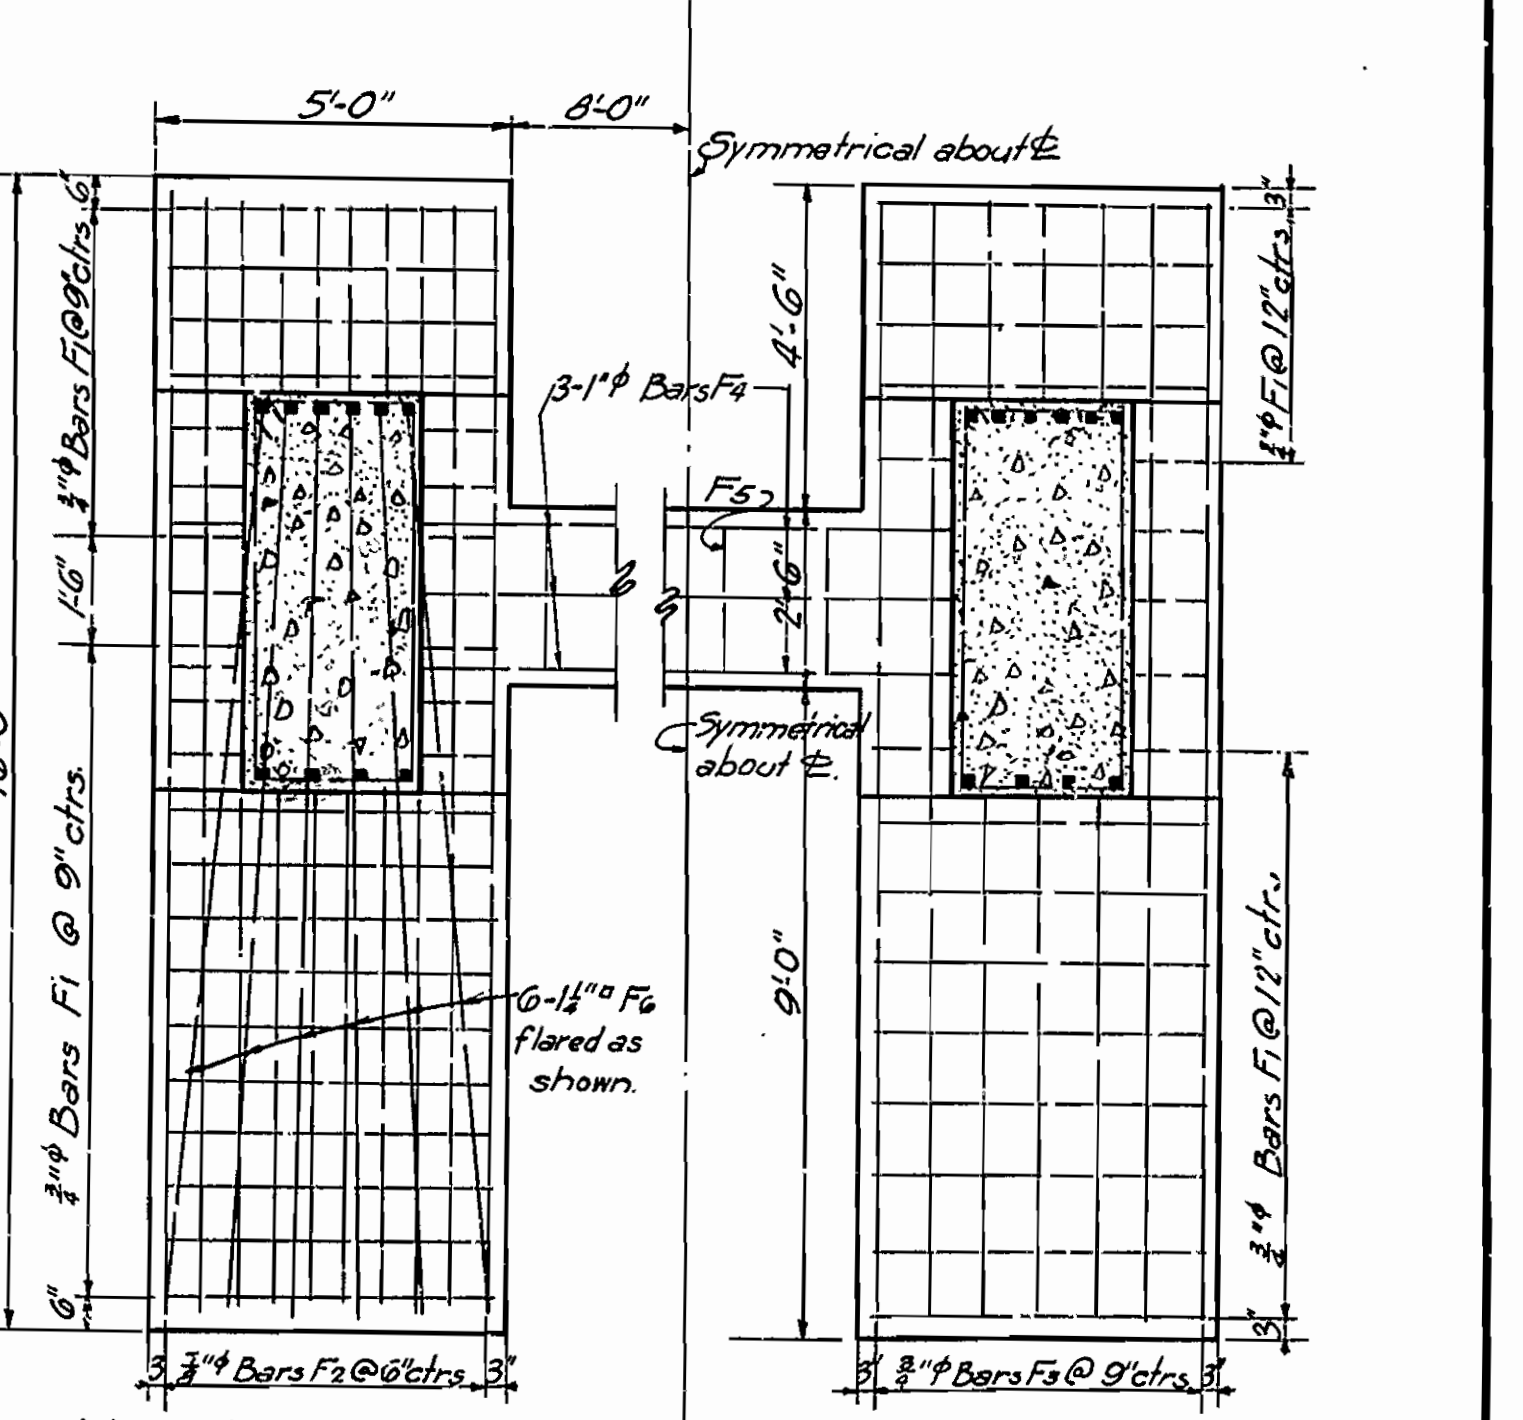 5'-0"
8'-0"
Symmetrical about ℄
6"
3"
¾"ϕ Bars F1@9"ctrs.
4'-6"
¾"ϕ F1@12"ctrs.
3-1"ϕ Bars F4
F5
1'-6"
2'-6"
Symmetrical
about ℄.
¾"ϕ Bars F1 @ 9"ctrs.
9'-0"
¾"ϕ Bars F1@12"ctr.
6-1¼"□ F6
flared as
shown.
6"
3"
3
"ϕ Bars F2@6"ctrs
3"
3"
¾"ϕ Bars F3@ 9"ctrs.
3"